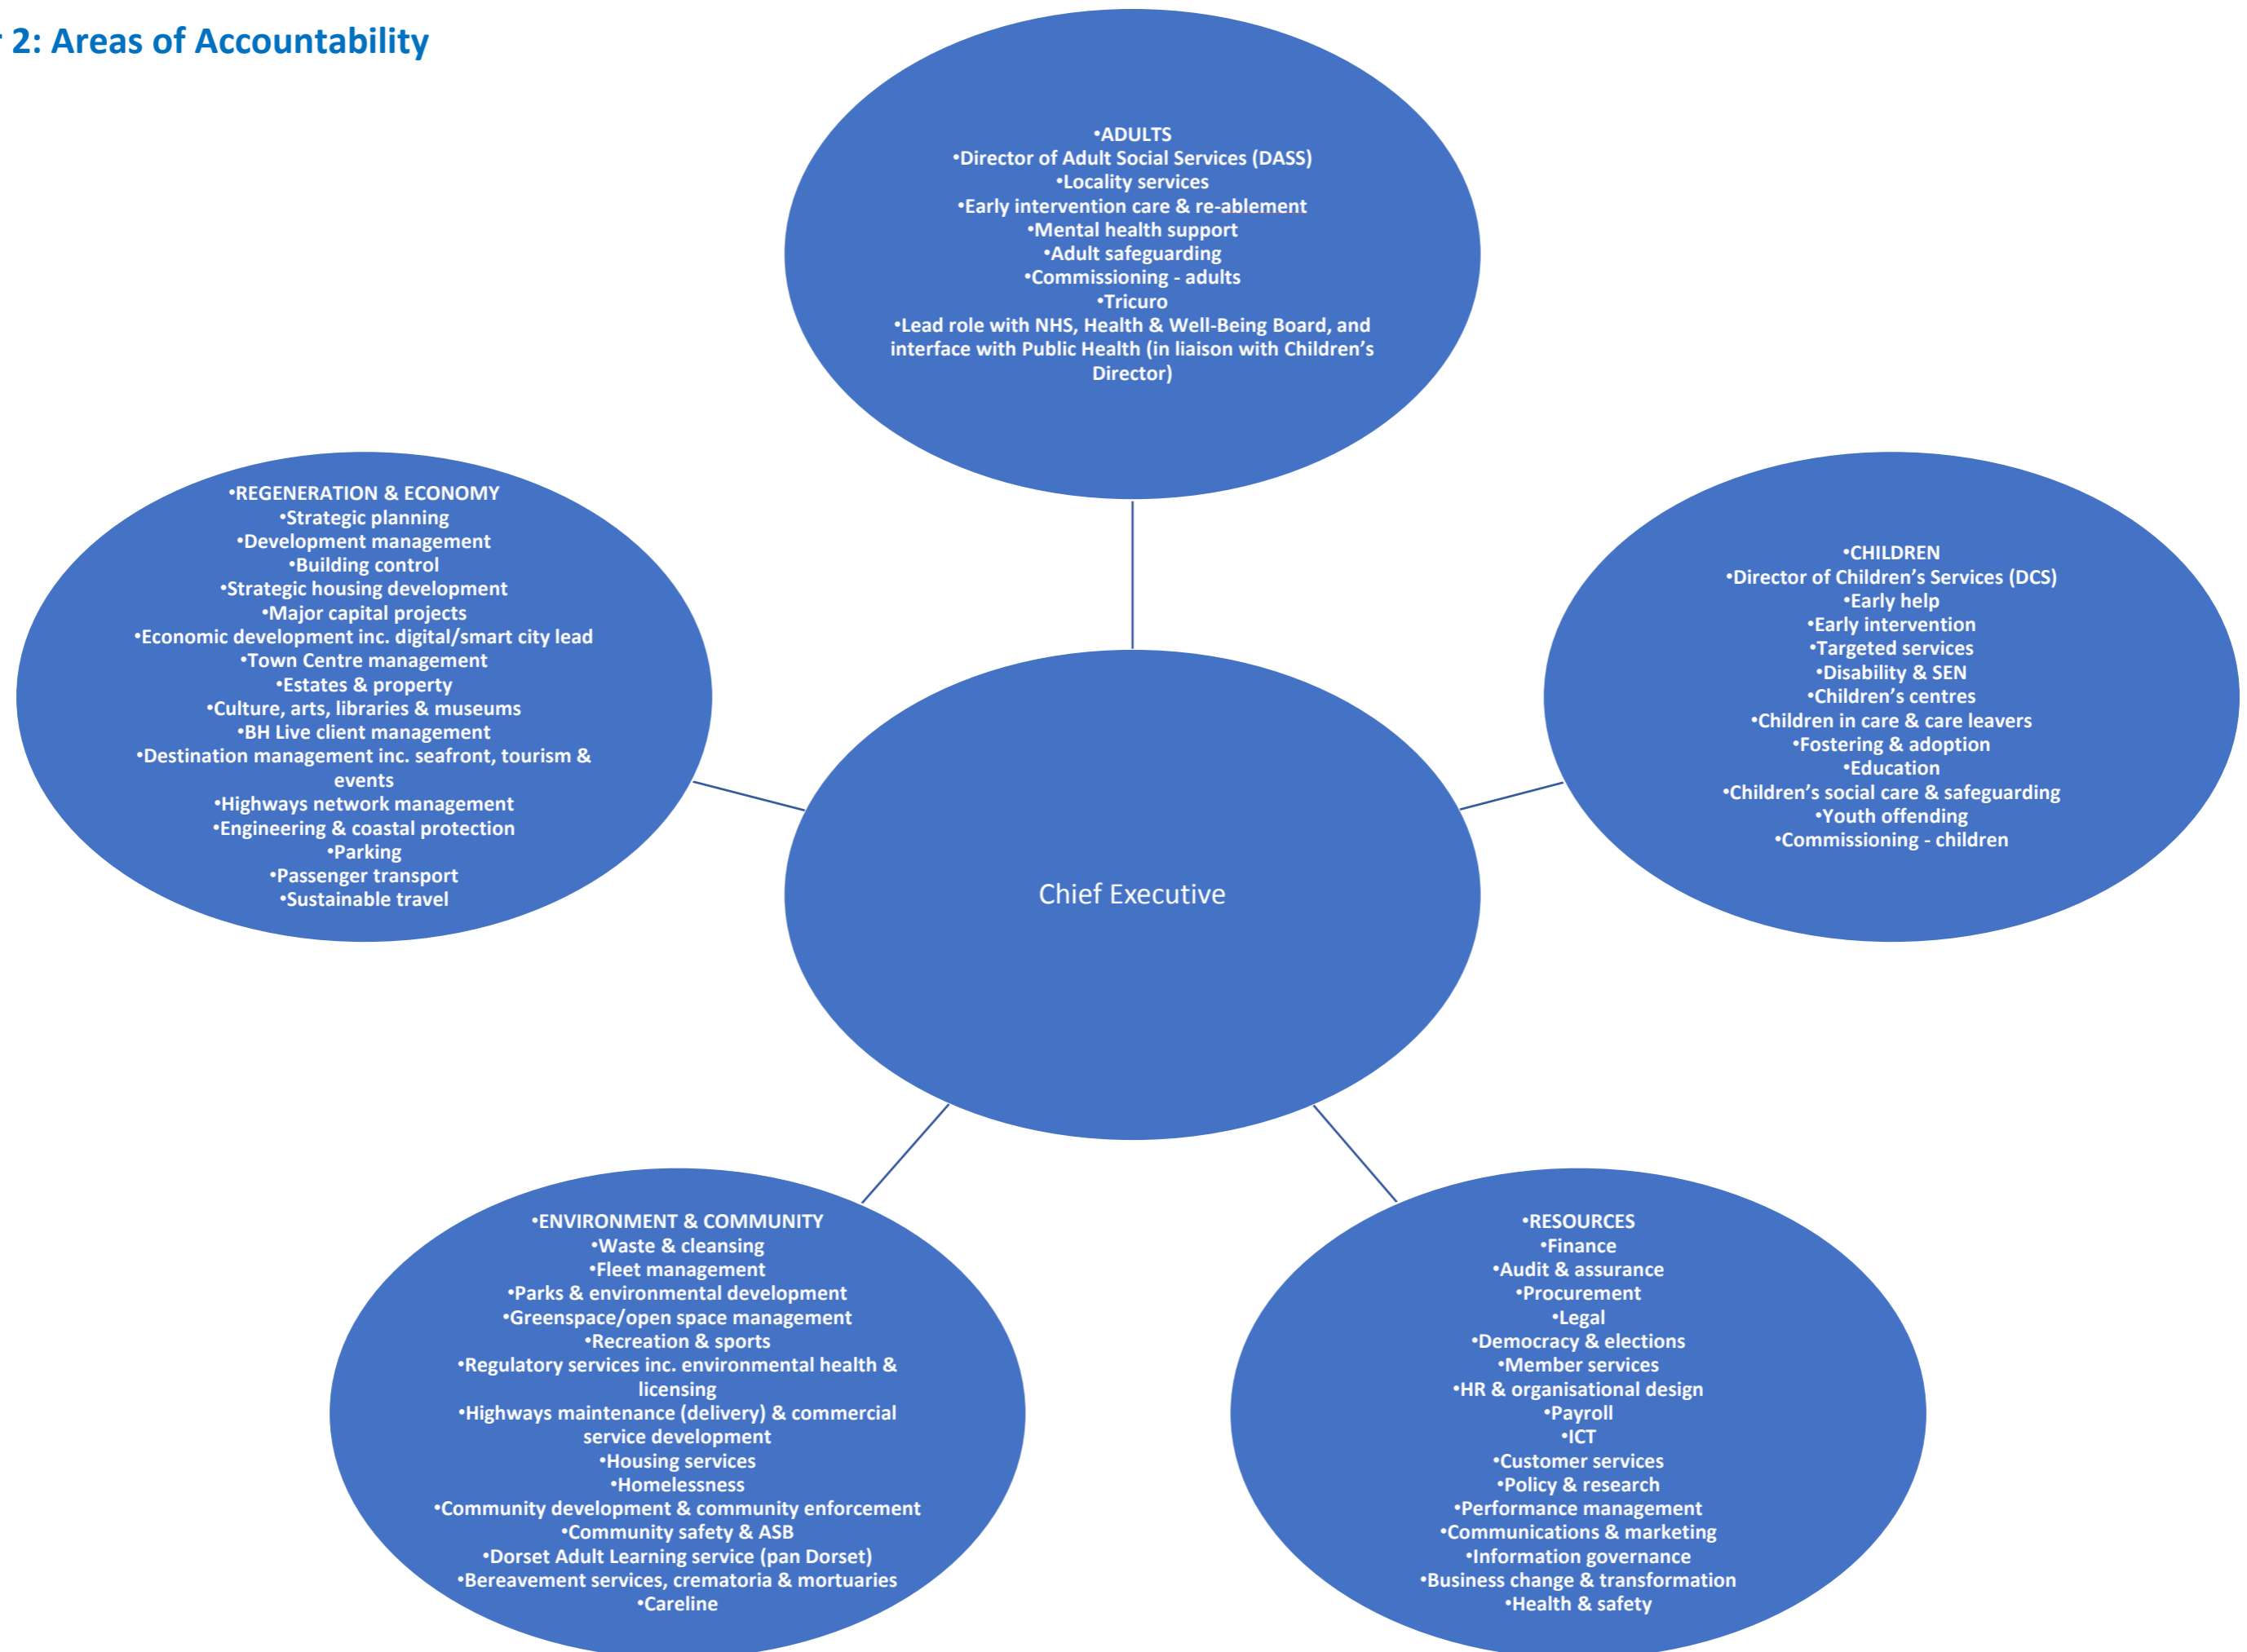 2: Areas of Accountability
•ADULTS
•Director of Adult Social Services (DASS)
•Locality services
•Early intervention care & re-ablement
•Mental health support
•Adult safeguarding
•Commissioning - adults
•Tricuro
•Lead role with NHS, Health & Well-Being Board, and
interface with Public Health (in liaison with Children’s
Director)
•REGENERATION & ECONOMY
•Strategic planning
•Development management
•Building control
•Strategic housing development
•Major capital projects
•Economic development inc. digital/smart city lead
•Town Centre management
•Estates & property
•Culture, arts, libraries & museums
•BH Live client management
•Destination management inc. seafront, tourism &
events
•Highways network management
•Engineering & coastal protection
•Parking
•Passenger transport
•Sustainable travel
•CHILDREN
•Director of Children’s Services (DCS)
•Early help
•Early intervention
•Targeted services
•Disability & SEN
•Children’s centres
•Children in care & care leavers
•Fostering & adoption
•Education
•Children’s social care & safeguarding
•Youth offending
•Commissioning - children
Chief Executive
•ENVIRONMENT & COMMUNITY
•Waste & cleansing
•Fleet management
•Parks & environmental development
•Greenspace/open space management
•Recreation & sports
•Regulatory services inc. environmental health &
licensing
•Highways maintenance (delivery) & commercial
service development
•Housing services
•Homelessness
•Community development & community enforcement
•Community safety & ASB
•Dorset Adult Learning service (pan Dorset)
•Bereavement services, crematoria & mortuaries
•Careline
•RESOURCES
•Finance
•Audit & assurance
•Procurement
•Legal
•Democracy & elections
•Member services
•HR & organisational design
•Payroll
•ICT
•Customer services
•Policy & research
•Performance management
•Communications & marketing
•Information governance
•Business change & transformation
•Health & safety